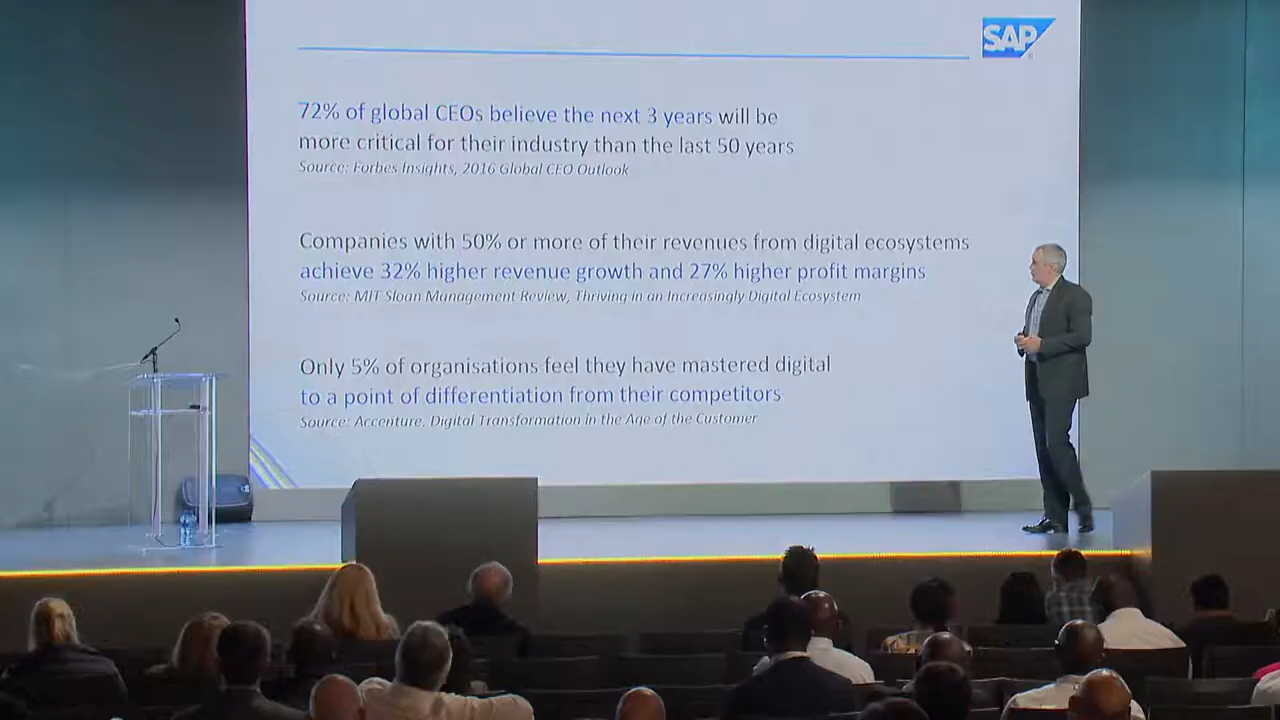 SAP
72% of global CEOs believe the next 3 years will be
more critical for their industry than the last 50 years
Source: Forbes Insights, 2016 Global CEO Outlook
Companies with 50% or more of their revenues from digital ecosystems
achieve 32% higher revenue growth and 27% higher profit margins
Source: MIT Sloan Management Review, Thriving in an Increasingly Digital Ecosystem
Only 5% of organisations feel they have mastered digital
to a point of differentiation from their competitors
Source: Accenture, Digital Transformation in the Age of the Customer